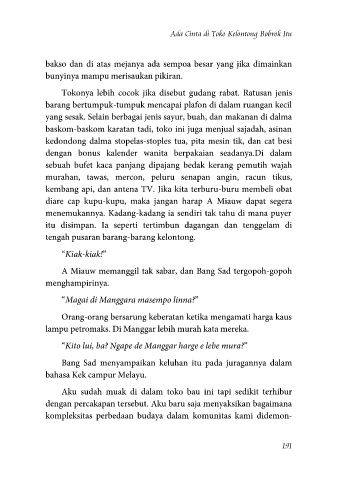 Ada Cinta di Toko Kelontong Bobrok Itu
bakso dan di atas mejanya ada sempoa besar yang jika dimainkan
bunyinya mampu merisaukan pikiran.
Tokonya lebih cocok jika disebut gudang rabat. Ratusan jenis
barang bertumpuk-tumpuk mencapai plafon di dalam ruangan kecil
yang sesak. Selain berbagai jenis sayur, buah, dan makanan di dalma
baskom-baskom karatan tadi, toko ini juga menjual sajadah, asinan
kedondong dalma stopelas-stoples tua, pita mesin tik, dan cat besi
dengan bonus kalender wanita berpakaian seadanya.Di dalam
sebuah bufet kaca panjang dipajang bedak kerang pemutih wajah
murahan, tawas, mercon, peluru senapan angin, racun tikus,
kembang api, dan antena TV. Jika kita terburu-buru membeli obat
diare cap kupu-kupu, maka jangan harap A Miauw dapat segera
menemukannya. Kadang-kadang ia sendiri tak tahu di mana puyer
itu disimpan. Ia seperti tertimbun dagangan dan tenggelam di
tengah pusaran barang-barang kelontong.
“Kiak-kiak!”
A Miauw memanggil tak sabar, dan Bang Sad tergopoh-gopoh
menghampirinya.
“Magai di Manggara masempo linna?”
Orang-orang bersarung keberatan ketika mengamati harga kaus
lampu petromaks. Di Manggar lebih murah kata mereka.
“Kito lui, ba? Ngape de Manggar harge e lebe mura?”
Bang Sad menyampaikan keluhan itu pada juragannya dalam
bahasa Kek campur Melayu.
Aku sudah muak di dalam toko bau ini tapi sedikit terhibur
dengan percakapan tersebut. Aku baru saja menyaksikan bagaimana
kompleksitas perbedaan budaya dalam komunitas kami didemon-
191